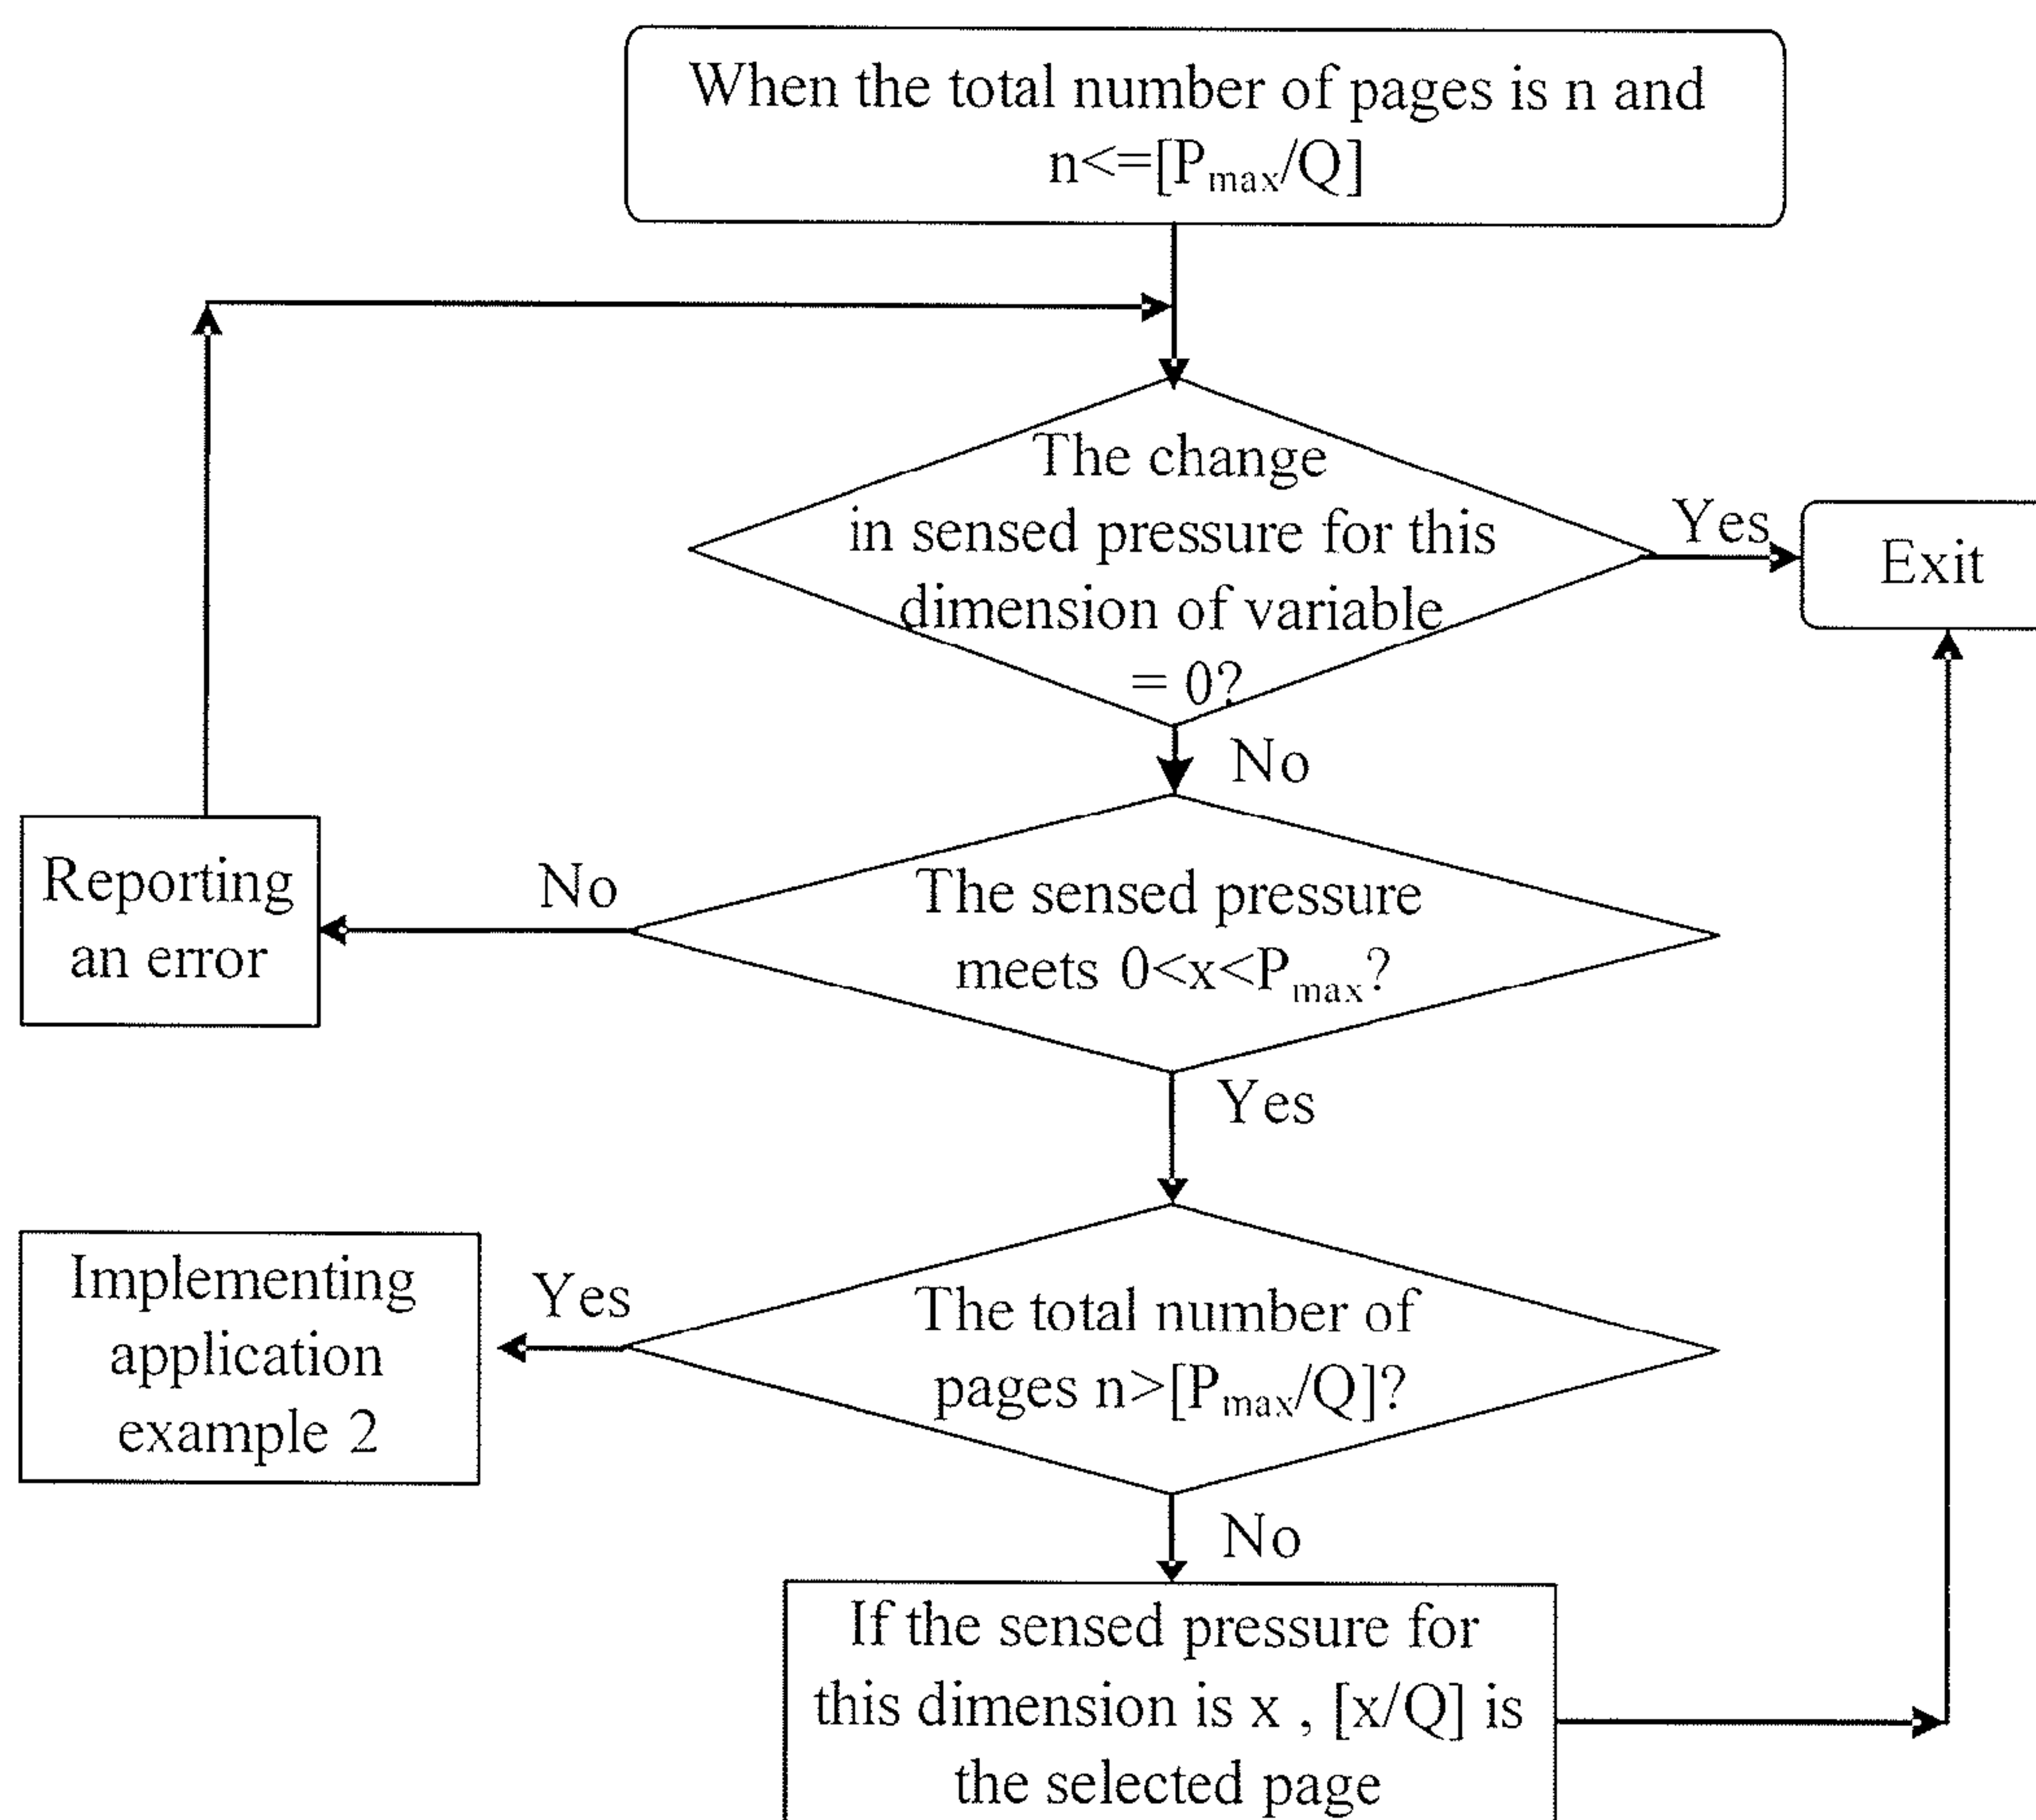 When the total number of pages is n and
n<=[Pmax/Q]
The change
in sensed pressure for this
dimension of variable
= 0?
Yes
Exit
No
The sensed pressure
meets 0<x<Pmax?
No
Reporting
an error
Yes
The total number of
pages n>[Pmax/Q]?
Yes
Implementing
application
example 2
No
If the sensed pressure for
this dimension is x , [x/Q] is
the selected page